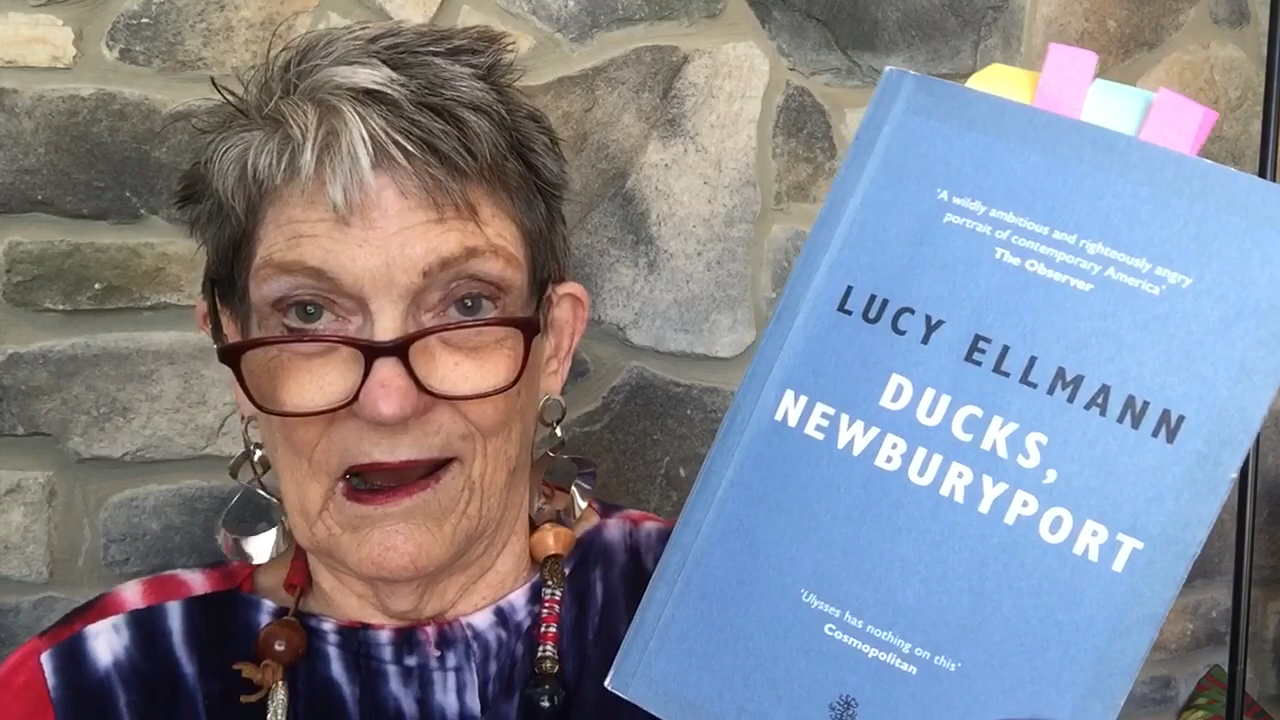 'A wildly ambitious and righteously angry
portrait of contemporary America'
The Observer
LUCY ELLMANN
DUCKS,
NEWBURYPORT
'Ulysses has nothing on this'
Cosmopolitan